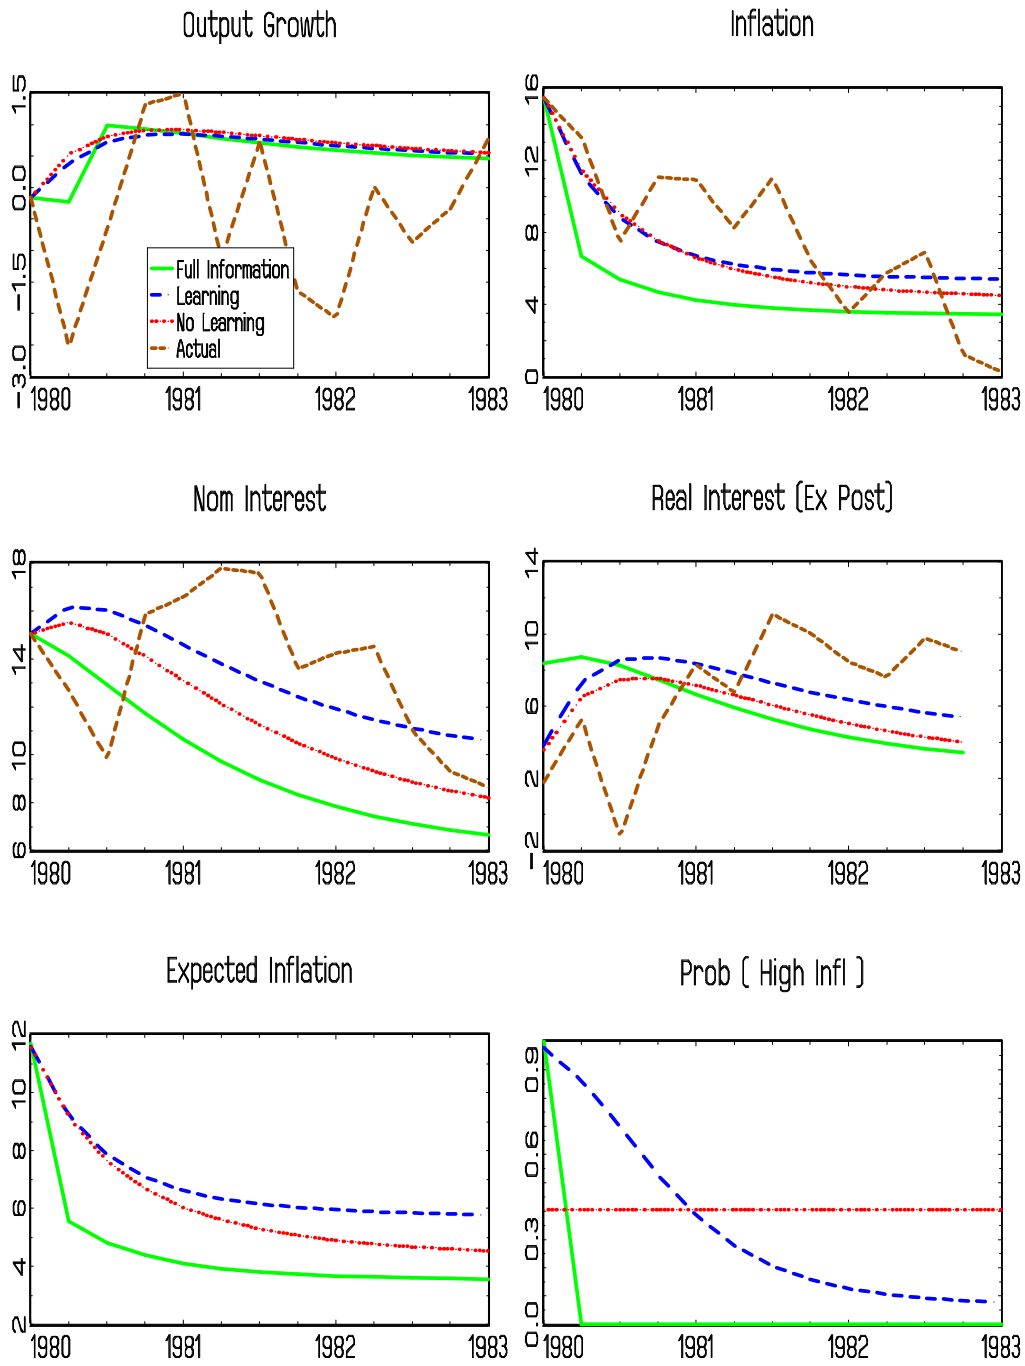 Output Growth
Inflation
1.5
0.0
-1.5
-3.0
Full Information
Learning
No Learning
Actual
1980 1981 1982 1983
16
12
8
4
0
1980 1981 1982 1983
Nom Interest
Real Interest (Ex Post)
18
14
10
8
6
1980 1981 1982 1983
14
10
6
2
-2
1980 1981 1982 1983
Expected Inflation
Prob ( High Infl )
12
10
8
6
4
2
1980 1981 1982 1983
0.9
0.6
0.3
0.0
1980 1981 1982 1983